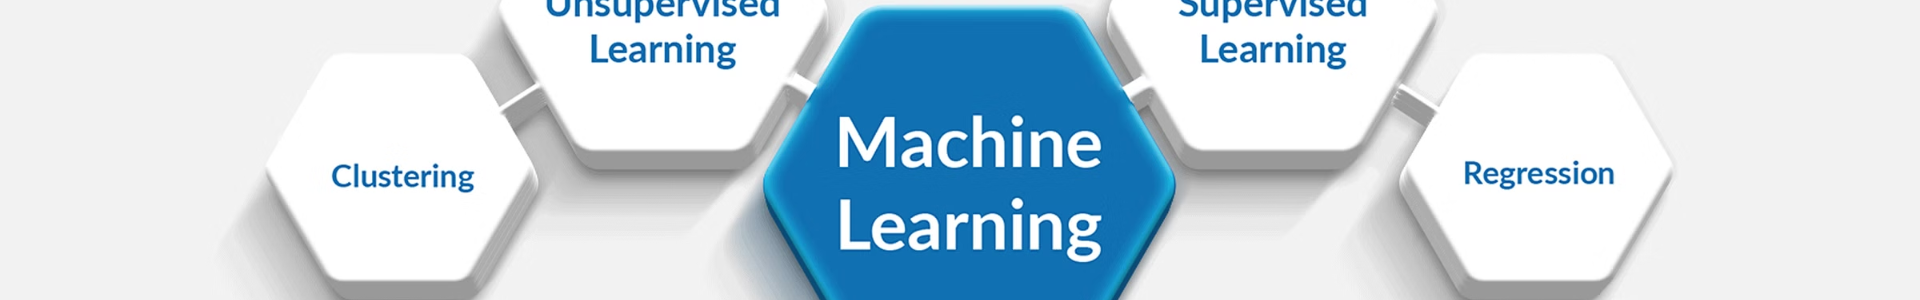 Unsupervised
Learning
Supervised
Learning
Machine
Learning
Clustering
Regression